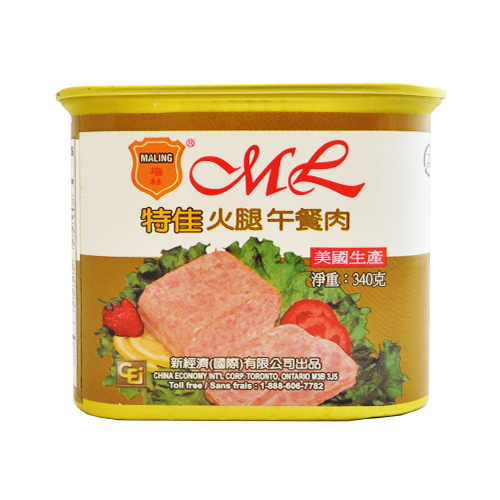 MALING
梅林
®
ML
特佳火腿午餐肉
美國生產
淨重：340克
CEI
新經濟(國際)有限公司出品
CHINA ECONOMY INT'L CORP. TORONTO, ONTARIO M3B 3J5
Toll free / Sans frais : 1-888-606-7782